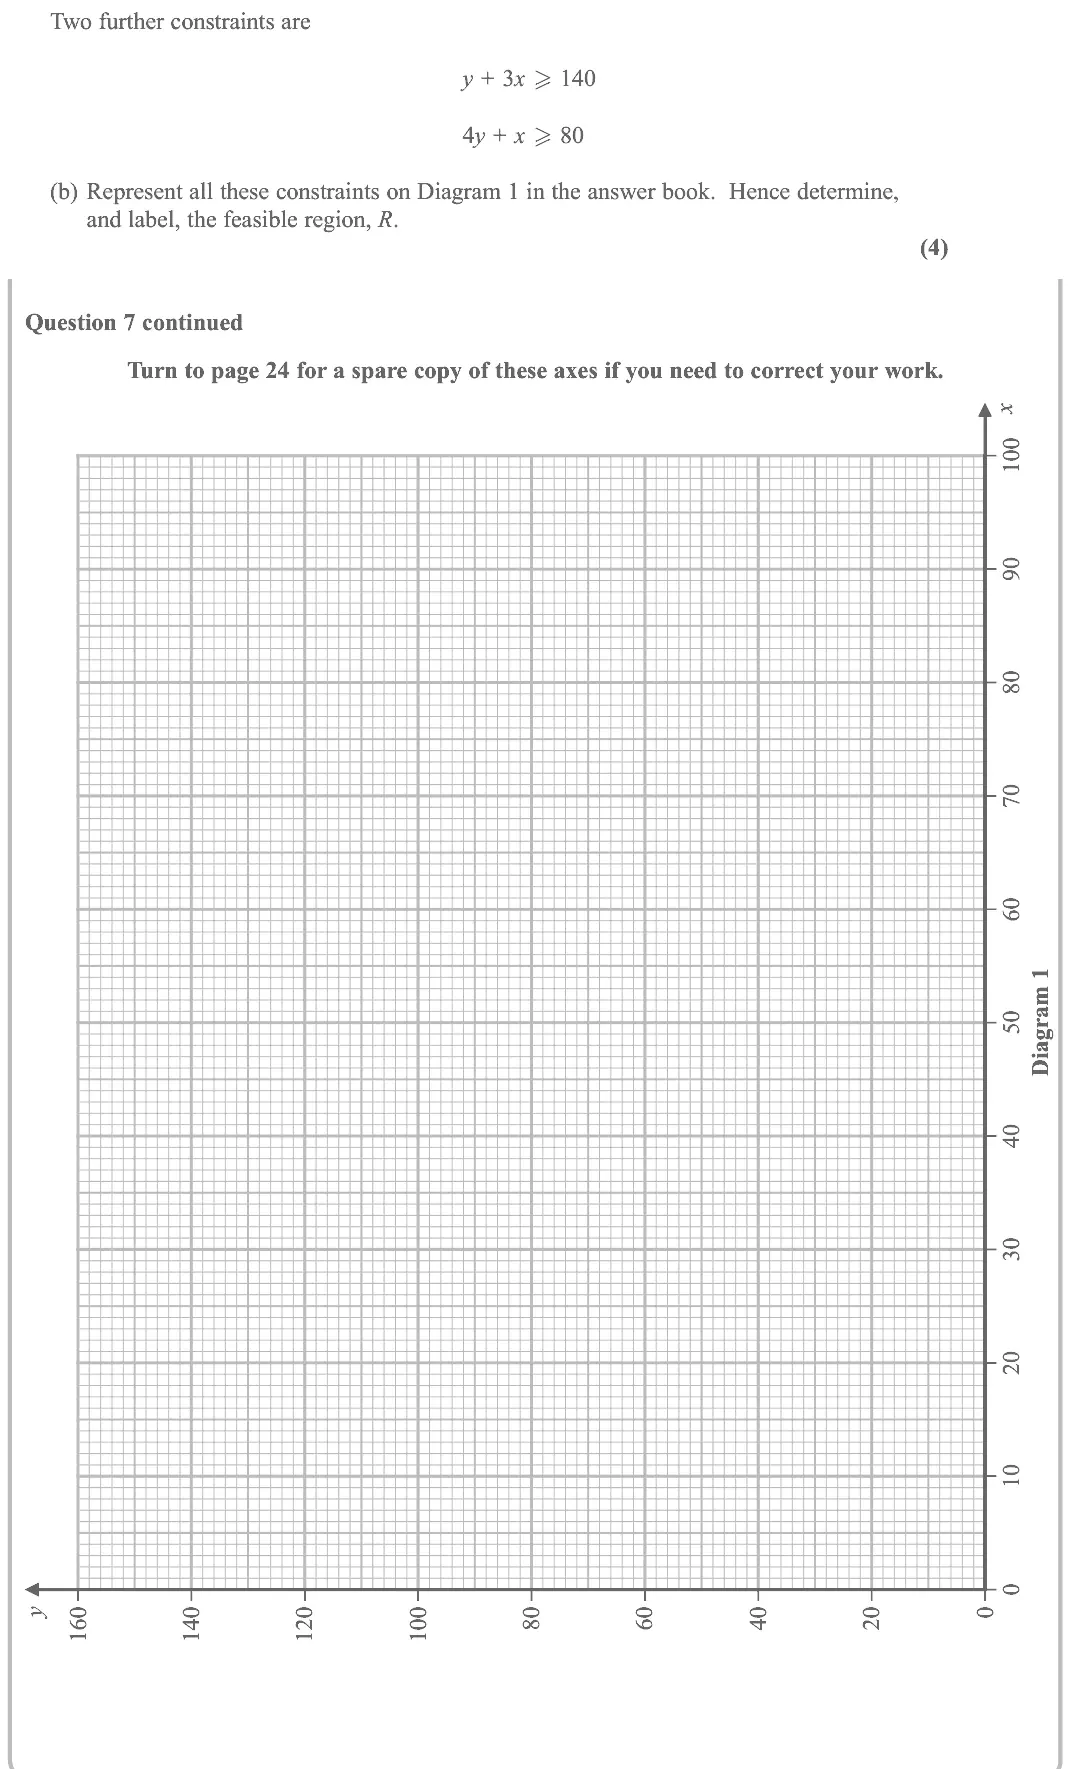 Two further constraints are
y + 3x ⩾ 140
4y + x ⩾ 80
(b) Represent all these constraints on Diagram 1 in the answer book. Hence determine,
and label, the feasible region, R.
(4)
Question 7 continued
Turn to page 24 for a spare copy of these axes if you need to correct your work.
x
100
90
80
70
60
50
40
30
20
10
0
Diagram 1
y
160
140
120
100
80
60
40
20
0